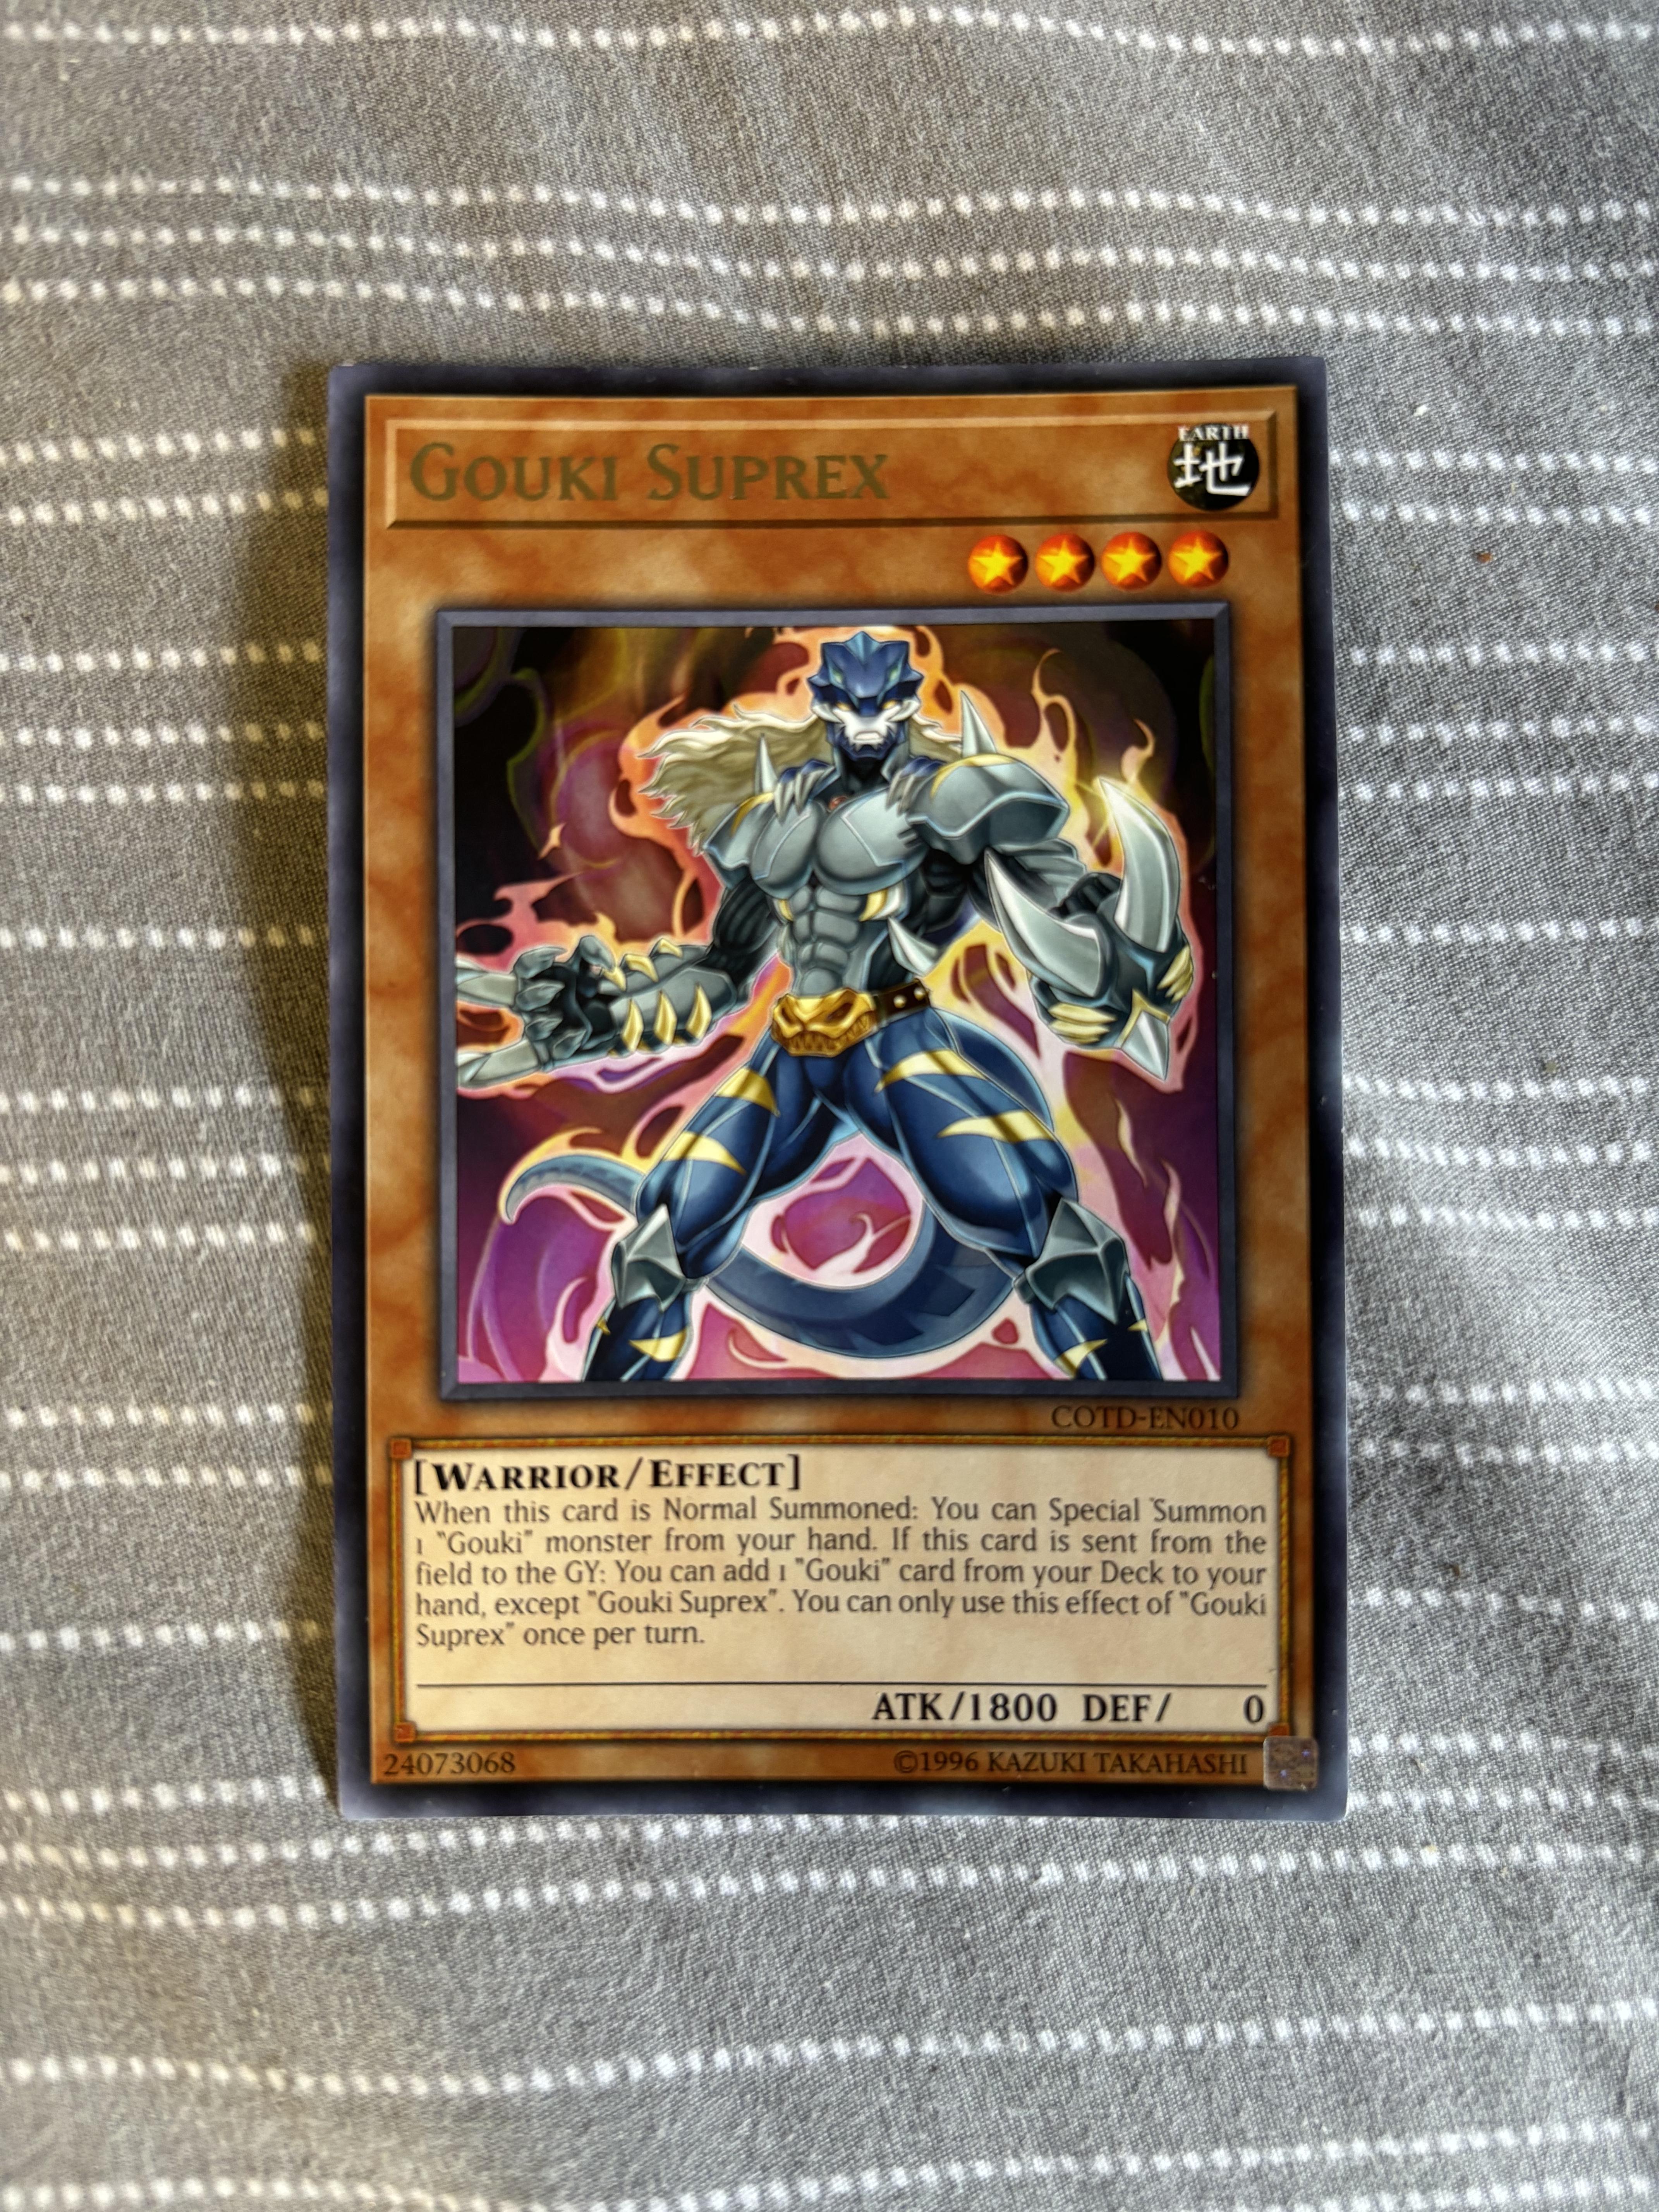 GOUKI SUPREX
EARTH
地
COTD-EN010
[WARRIOR/EFFECT]
When this card is Normal Summoned: You can Special Summon
1 "Gouki" monster from your hand. If this card is sent from the
field to the GY: You can add 1 "Gouki" card from your Deck to your
hand, except "Gouki Suprex". You can only use this effect of "Gouki
Suprex" once per turn.
ATK/1800 DEF/ 0
24073068
©1996 KAZUKI TAKAHASHI